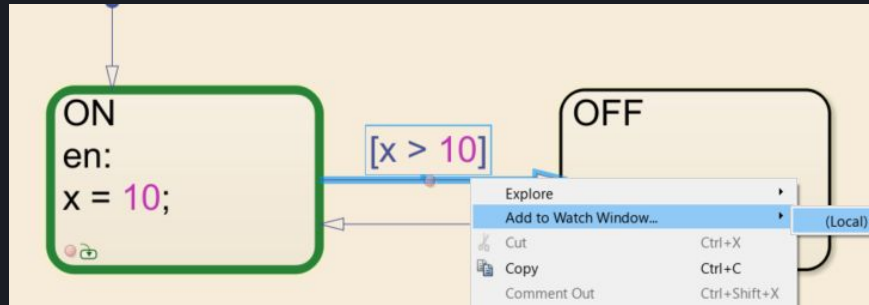 ON
en:
x = 10;
[x > 10]
OFF
Explore
Add to Watch Window...
(Local)
Cut Ctrl+X
Copy Ctrl+C
Comment Out Ctrl+Shift+X